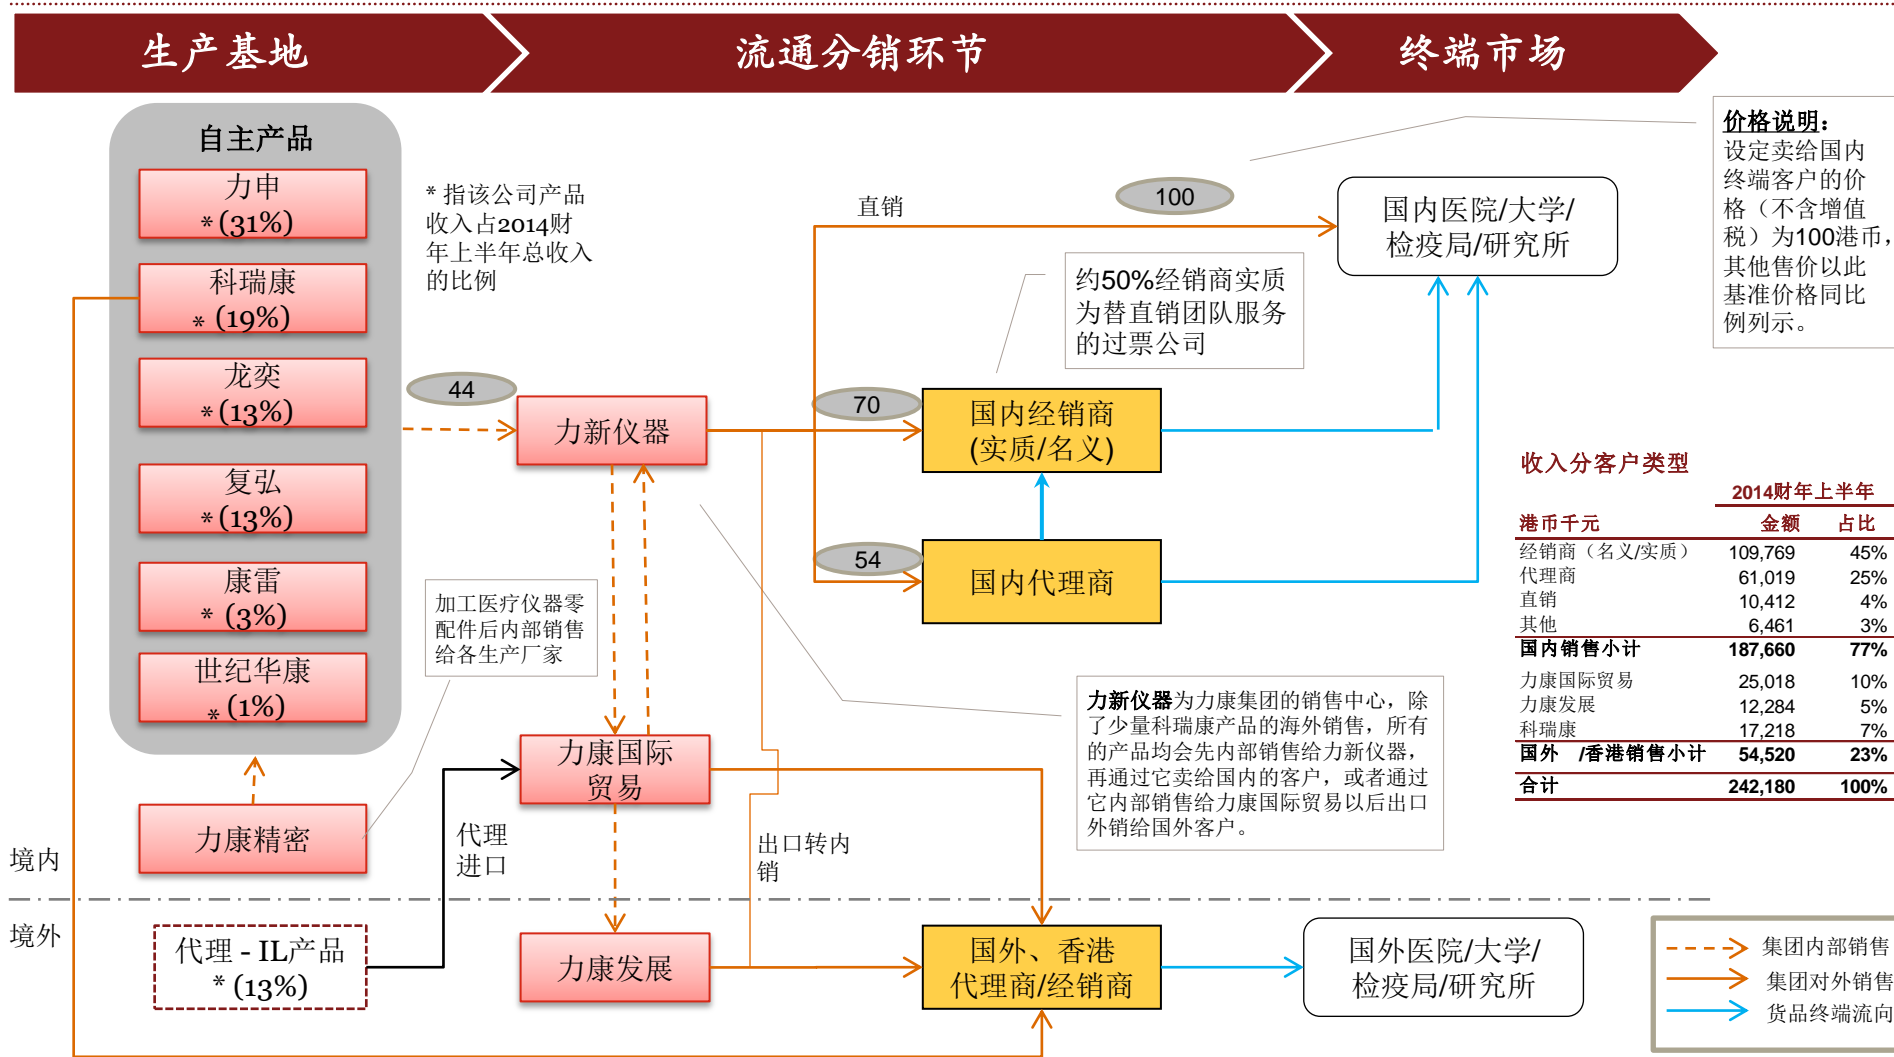 生产基地
流通分销环节
终端市场
自主产品
力申
* (31%)
科瑞康
* (19%)
龙奕
* (13%)
复弘
* (13%)
康雷
* (3%)
世纪华康
* (1%)
力康精密
* 指该公司产品
收入占2014财
年上半年总收入
的比例
44
力新仪器
加工医疗仪器零
配件后内部销售
给各生产厂家
力康国际
贸易
代理
进口
出口转内
销
力康发展
直销
100
70
54
约50%经销商实质
为替直销团队服务
的过票公司
国内经销商
(实质/名义)
国内代理商
力新仪器为力康集团的销售中心，除
了少量科瑞康产品的海外销售，所有
的产品均会先内部销售给力新仪器，
再通过它卖给国内的客户，或者通过
它内部销售给力康国际贸易以后出口
外销给国外客户。
国内医院/大学/
检疫局/研究所
价格说明：
设定卖给国内
终端客户的价
格（不含增值
税）为100港币，
其他售价以此
基准价格同比
例列示。
收入分客户类型
2014财年上半年
港币千元 金额 占比
经销商（名义/实质） 109,769 45%
代理商 61,019 25%
直销 10,412 4%
其他 6,461 3%
国内销售小计 187,660 77%
力康国际贸易 25,018 10%
力康发展 12,284 5%
科瑞康 17,218 7%
国外 /香港销售小计 54,520 23%
合计 242,180 100%
境内
境外
代理 - IL产品
* (13%)
国外、香港
代理商/经销商
国外医院/大学/
检疫局/研究所
集团内部销售
集团对外销售
货品终端流向